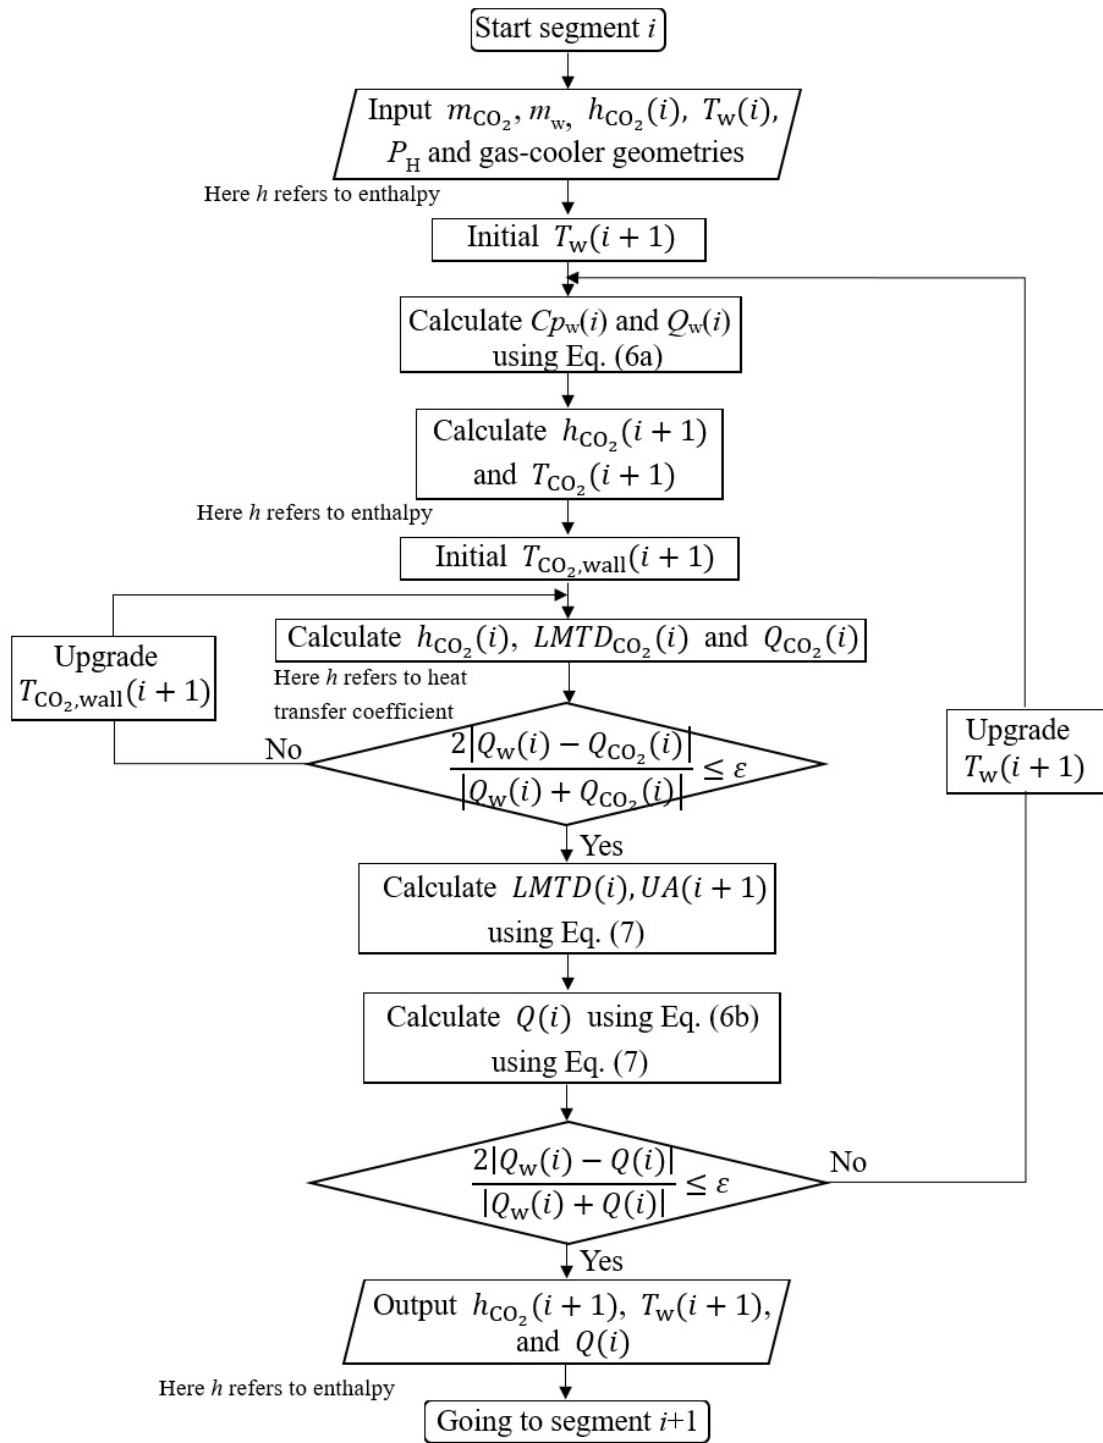 Start segment i
Input m_CO₂, m_w, h_CO₂(i), T_w(i),
P_H and gas-cooler geometries
Here h refers to enthalpy
Initial T_w(i + 1)
Calculate Cp_w(i) and Q_w(i)
using Eq. (6a)
Calculate h_CO₂(i + 1)
and T_CO₂(i + 1)
Here h refers to enthalpy
Initial T_CO₂,wall(i + 1)
Calculate h_CO₂(i), LMTD_CO₂(i) and Q_CO₂(i)
Upgrade
T_CO₂,wall(i + 1)
Here h refers to heat
transfer coefficient
No
2|Q_w(i) − Q_CO₂(i)|
|Q_w(i) + Q_CO₂(i)|
≤ ε
Upgrade
T_w(i + 1)
Yes
Calculate LMTD(i), UA(i + 1)
using Eq. (7)
Calculate Q(i) using Eq. (6b)
using Eq. (7)
2|Q_w(i) − Q(i)|
|Q_w(i) + Q(i)|
≤ ε
No
Yes
Output h_CO₂(i + 1), T_w(i + 1),
and Q(i)
Here h refers to enthalpy
Going to segment i+1